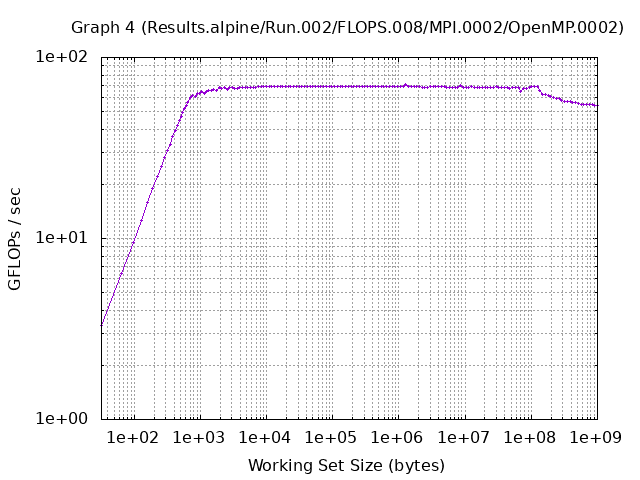 Graph 4 (Results.alpine/Run.002/FLOPS.008/MPI.0002/OpenMP.0002)
1e+02
1e+01
1e+00
GFLOPs / sec
1e+02 1e+03 1e+04 1e+05 1e+06 1e+07 1e+08 1e+09
Working Set Size (bytes)